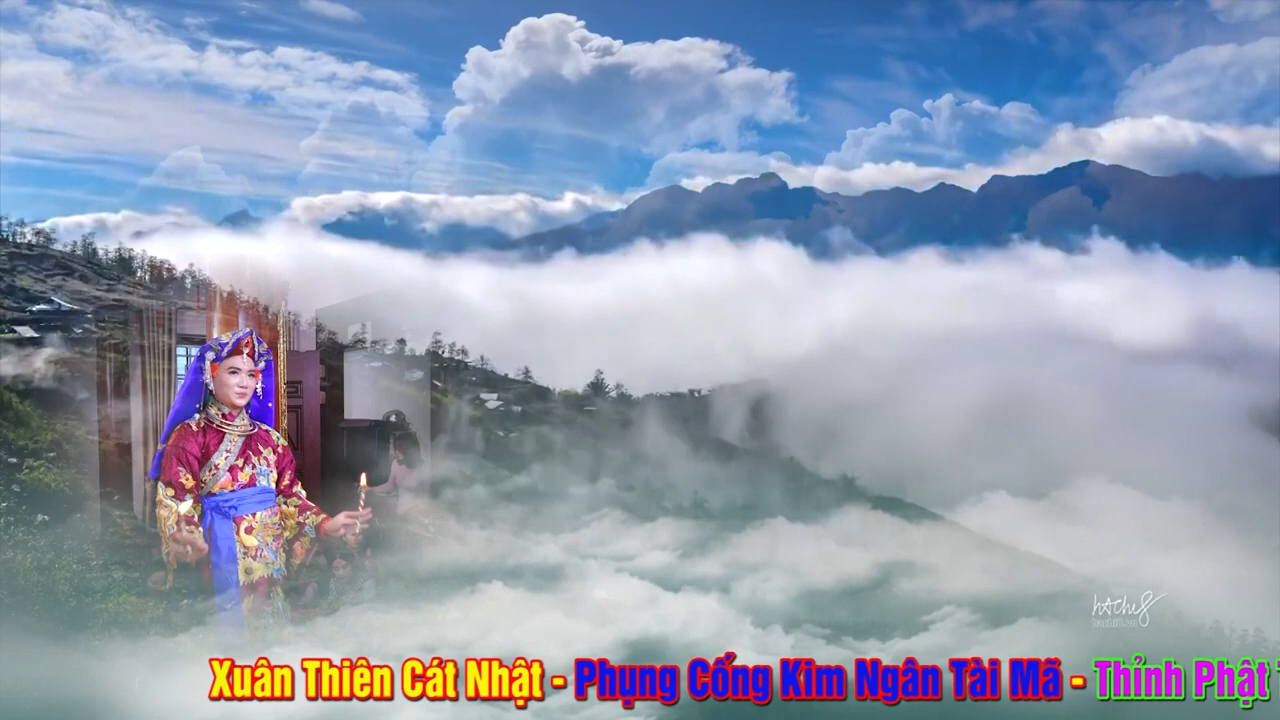 Xuân Thiên Cát Nhật - Phụng Cống Kim Ngân Tài Mã - Thỉnh Phật